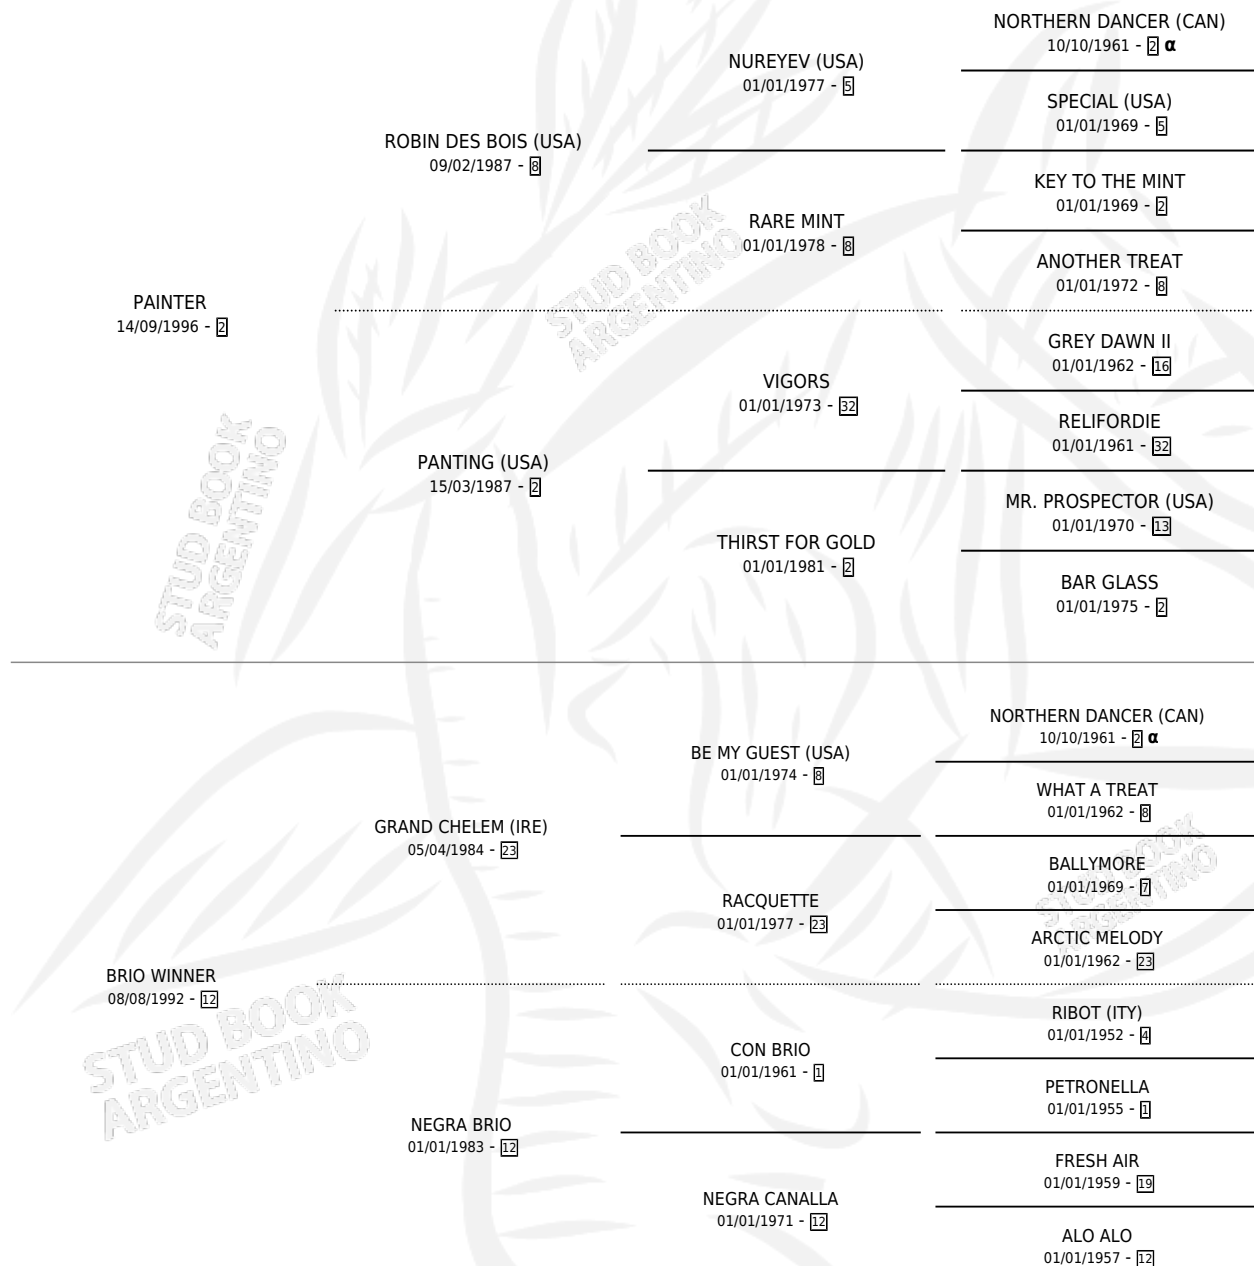 NORTHERN DANCER (CAN)
10/10/1961 - 2 α
NUREYEV (USA)
01/01/1977 - 5
SPECIAL (USA)
01/01/1969 - 5
ROBIN DES BOIS (USA)
09/02/1987 - 8
KEY TO THE MINT
01/01/1969 - 2
RARE MINT
01/01/1978 - 8
ANOTHER TREAT
01/01/1972 - 8
PAINTER
14/09/1996 - 2
GREY DAWN II
01/01/1962 - 16
VIGORS
01/01/1973 - 32
RELIFORDIE
01/01/1961 - 32
PANTING (USA)
15/03/1987 - 2
MR. PROSPECTOR (USA)
01/01/1970 - 13
THIRST FOR GOLD
01/01/1981 - 2
BAR GLASS
01/01/1975 - 2
NORTHERN DANCER (CAN)
10/10/1961 - 2 α
BE MY GUEST (USA)
01/01/1974 - 8
WHAT A TREAT
01/01/1962 - 8
GRAND CHELEM (IRE)
05/04/1984 - 23
BALLYMORE
01/01/1969 - 7
RACQUETTE
01/01/1977 - 23
ARCTIC MELODY
01/01/1962 - 23
BRIO WINNER
08/08/1992 - 12
RIBOT (ITY)
01/01/1952 - 4
CON BRIO
01/01/1961 - 1
PETRONELLA
01/01/1955 - 1
NEGRA BRIO
01/01/1983 - 12
FRESH AIR
01/01/1959 - 19
NEGRA CANALLA
01/01/1971 - 12
ALO ALO
01/01/1957 - 12
STUD BOOK
ARGENTINO
STUD BOOK
ARGENTINO
STUD BOOK
ARGENTINO
STUD BOOK
ARGENTINO